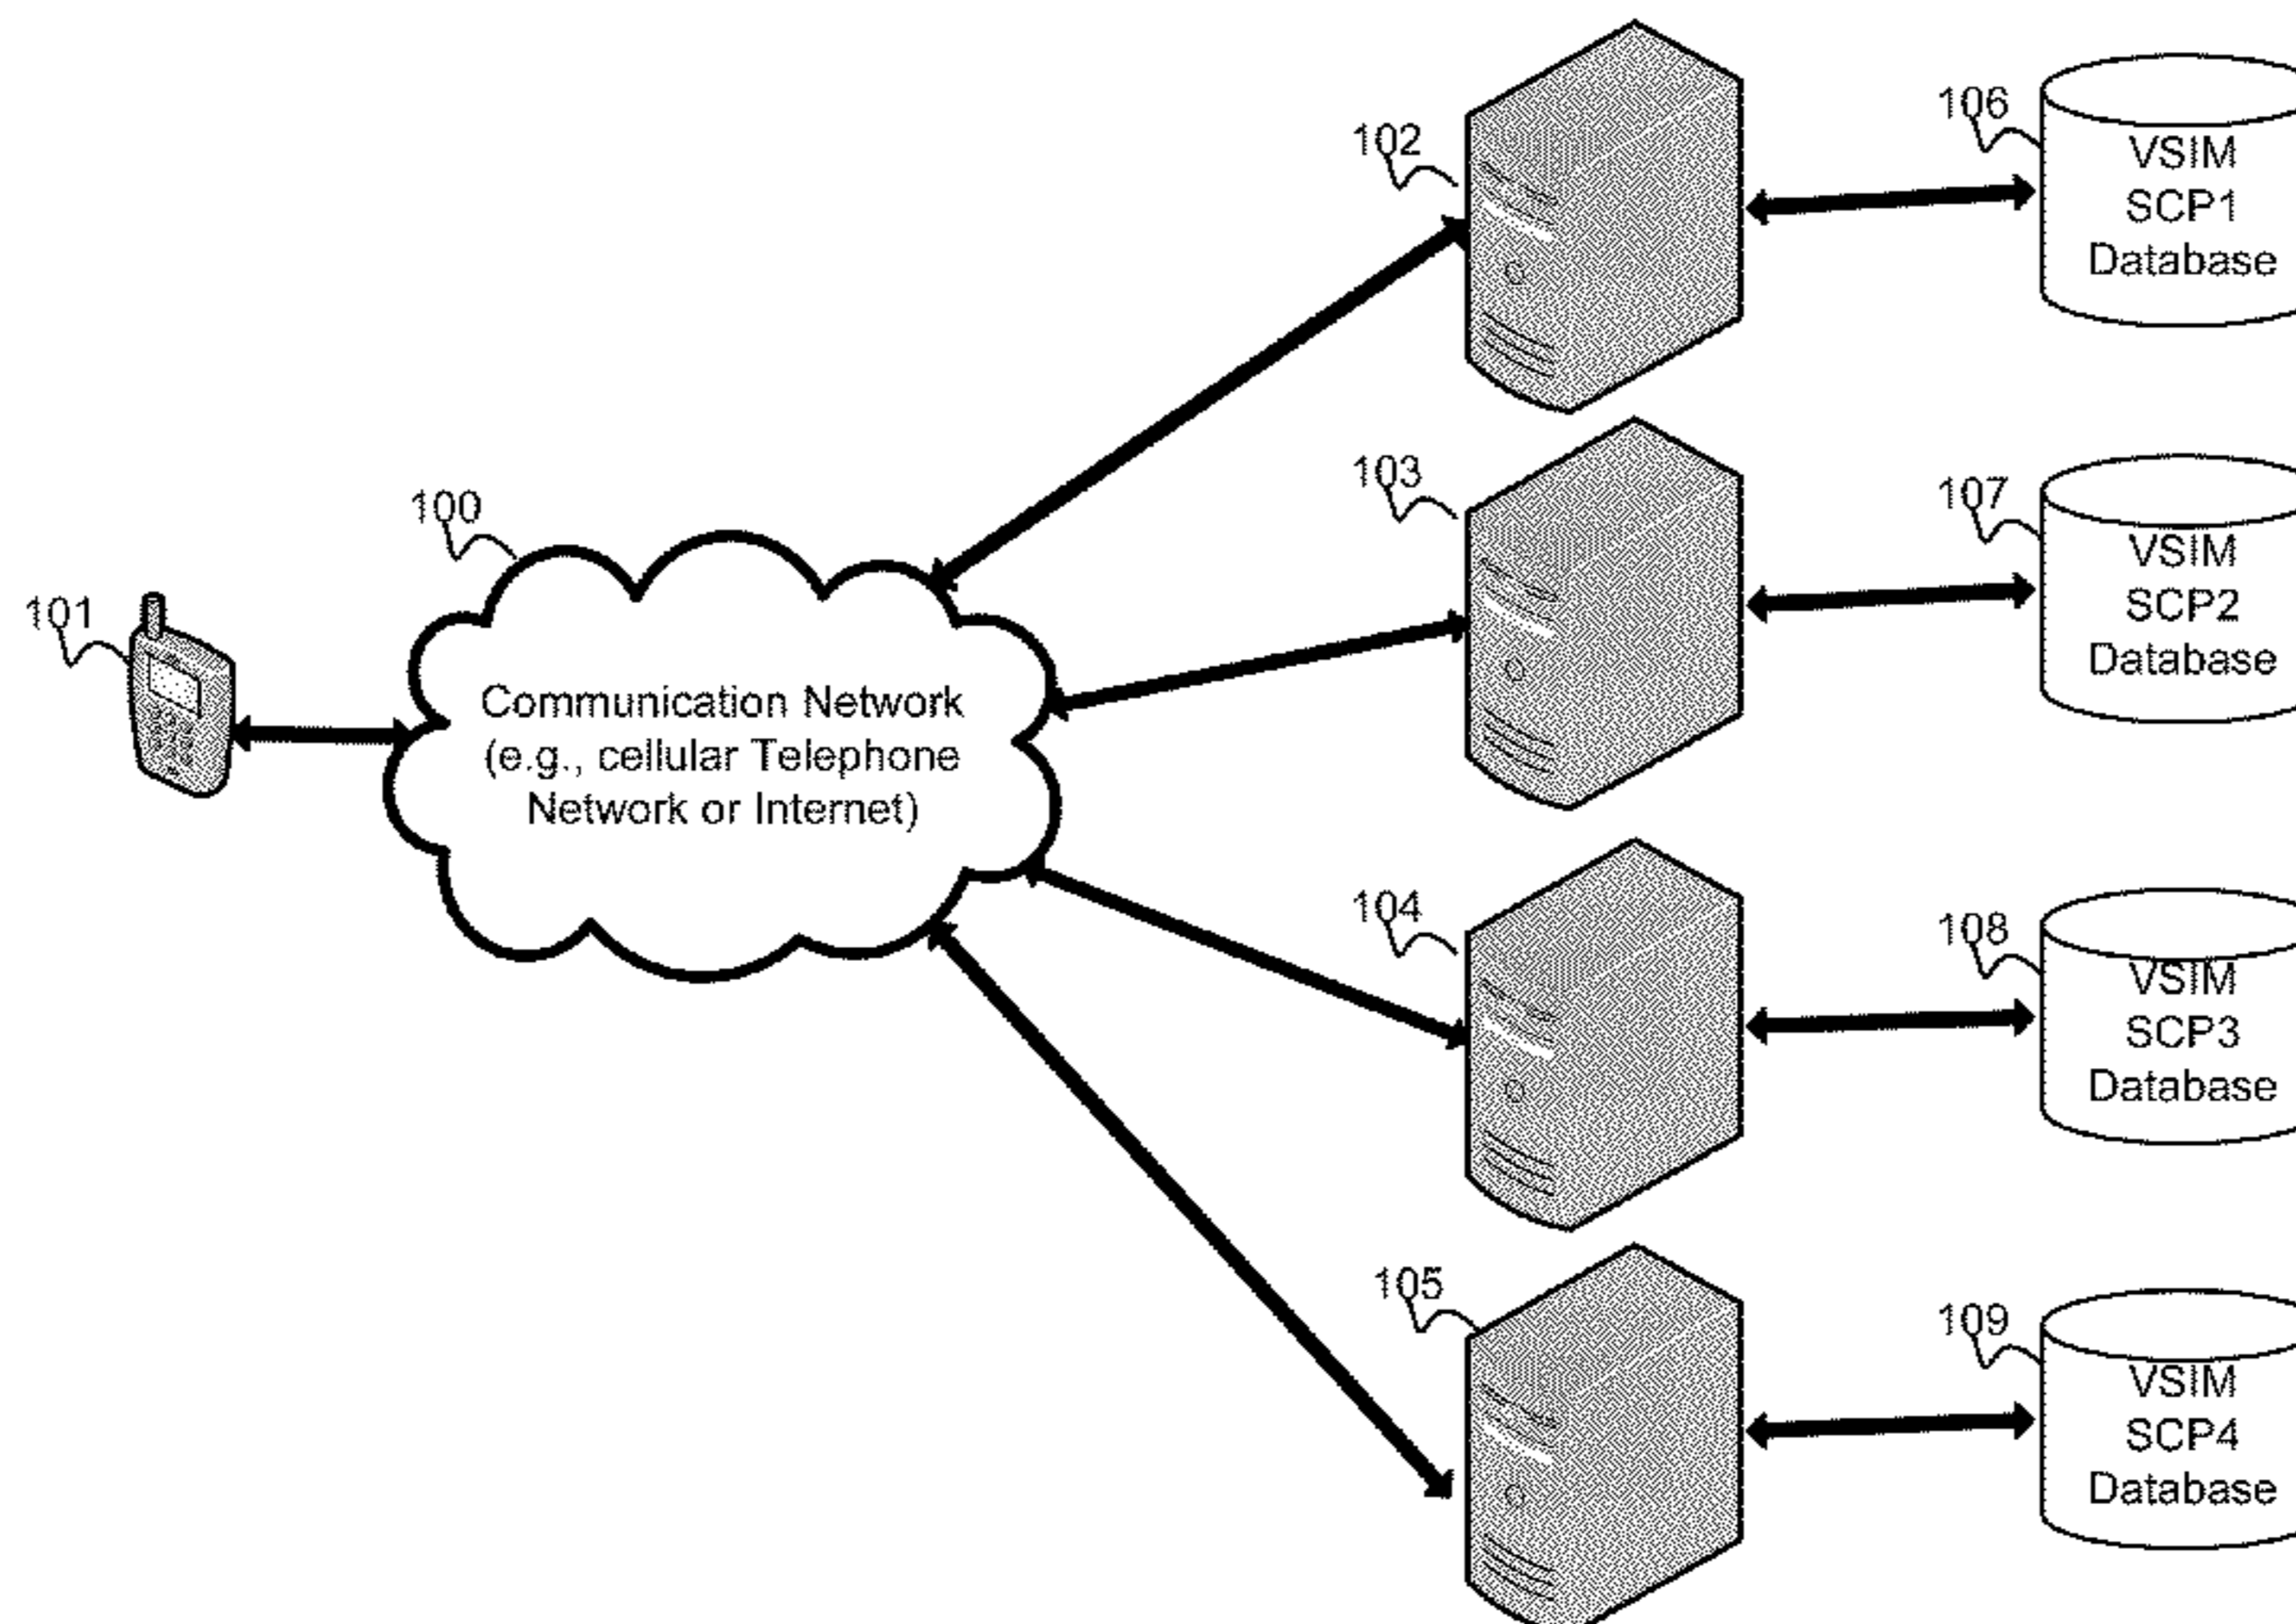 102
106
VSIM
SCP1
Database
103
107
VSIM
SCP2
Database
100
101
Communication Network
(e.g., cellular Telephone
Network or Internet)
104
108
VSIM
SCP3
Database
105
109
VSIM
SCP4
Database